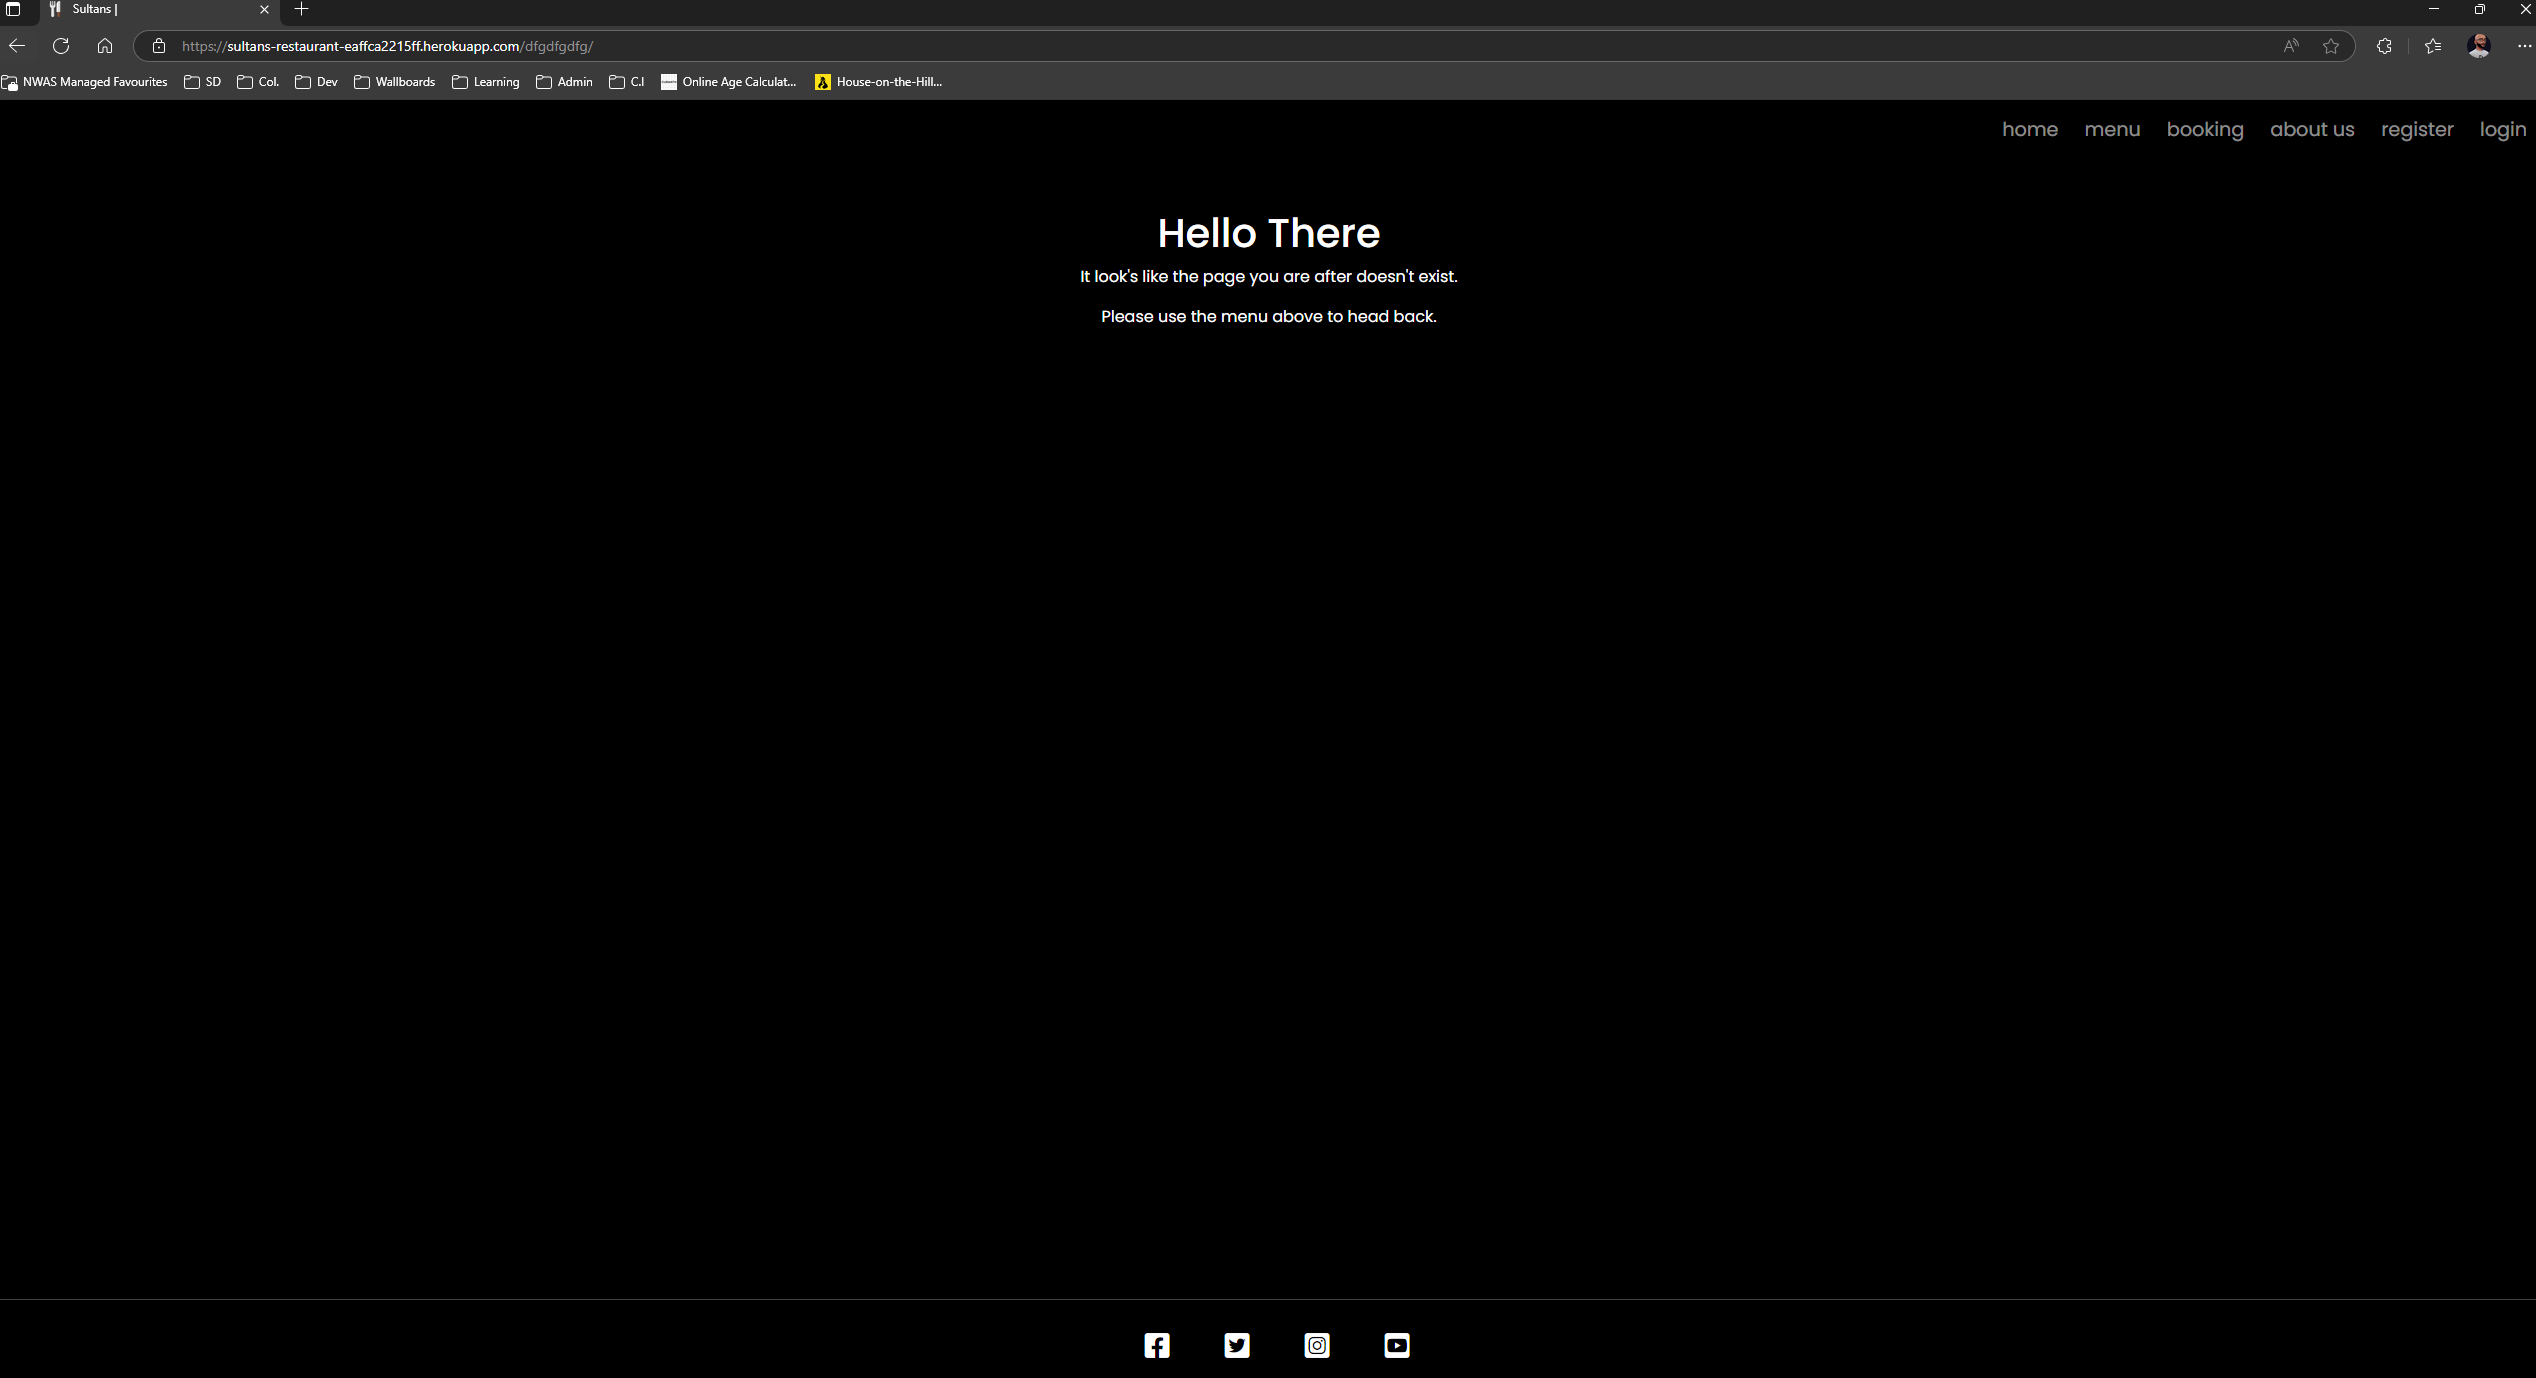 Sultans |
https://sultans-restaurant-eaffca2215ff.herokuapp.com/dfgdfgdfg/
NWAS Managed Favourites SD Col. Dev Wallboards Learning Admin C.I Online Age Calculat... House-on-the-Hill...
home menu booking about us register login
Hello There
It look's like the page you are after doesn't exist.
Please use the menu above to head back.